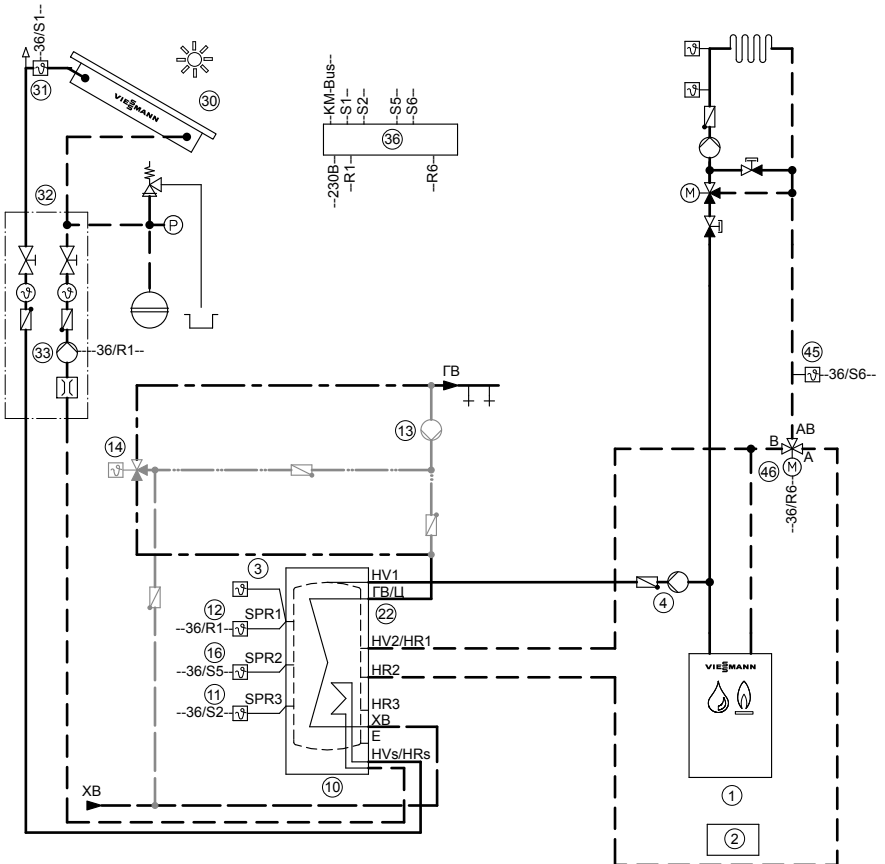 --36/S1--
31
VIESMANN
30
--KM-Bus--
--S1--
--S2--
--S5--
--S6--
36
--230В--
--R1--
--R6--
M
32
P
33
----36/R1--
45
--36/S6--
ГВ
13
14
AB
B
A
46
M
--36/R6--
3
HV1
ГВ/Ц
22
4
12
SPR1
--36/R1--
HV2/HR1
16
SPR2
--36/S5--
HR2
VIESMANN
11
SPR3
--36/S2--
HR3
ХВ
E
HVs/HRs
10
ХВ
1
2